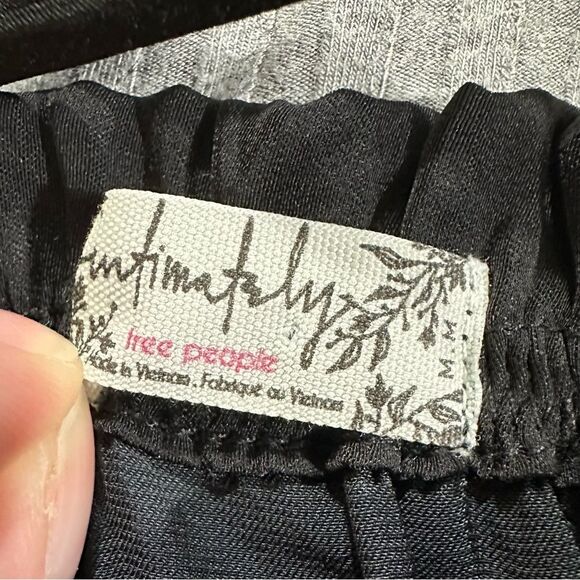 intimately
free people
Made in Vietnam . Fabriqué au Vietnam
M M